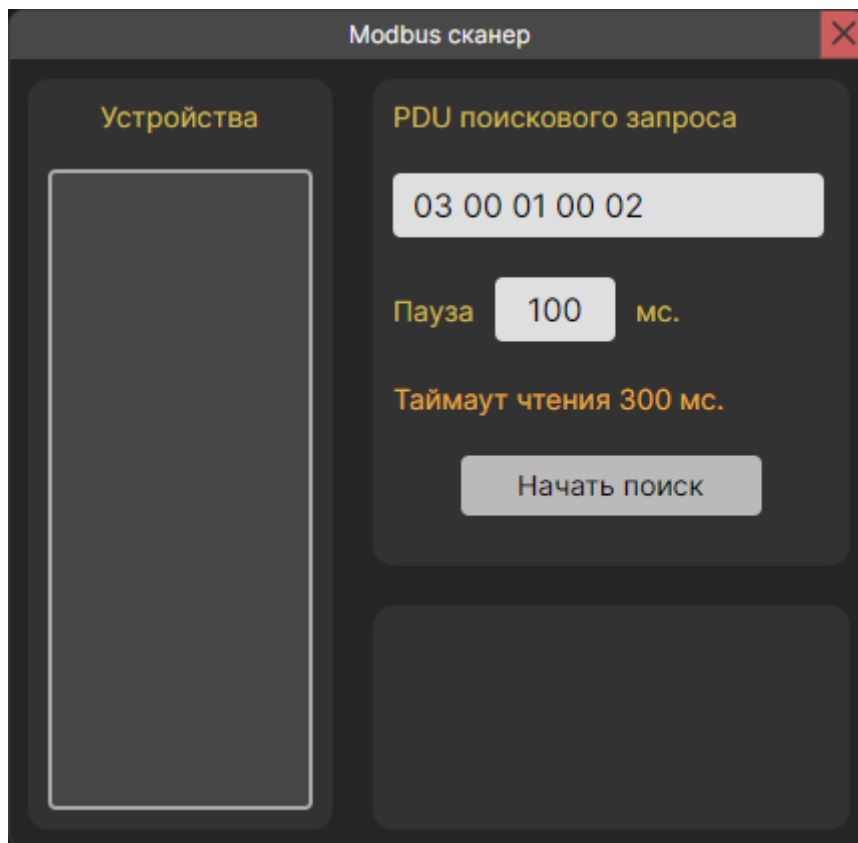 Modbus сканер
Устройства
PDU поискового запроса
03 00 01 00 02
Пауза 100 мс.
Таймаут чтения 300 мс.
Начать поиск